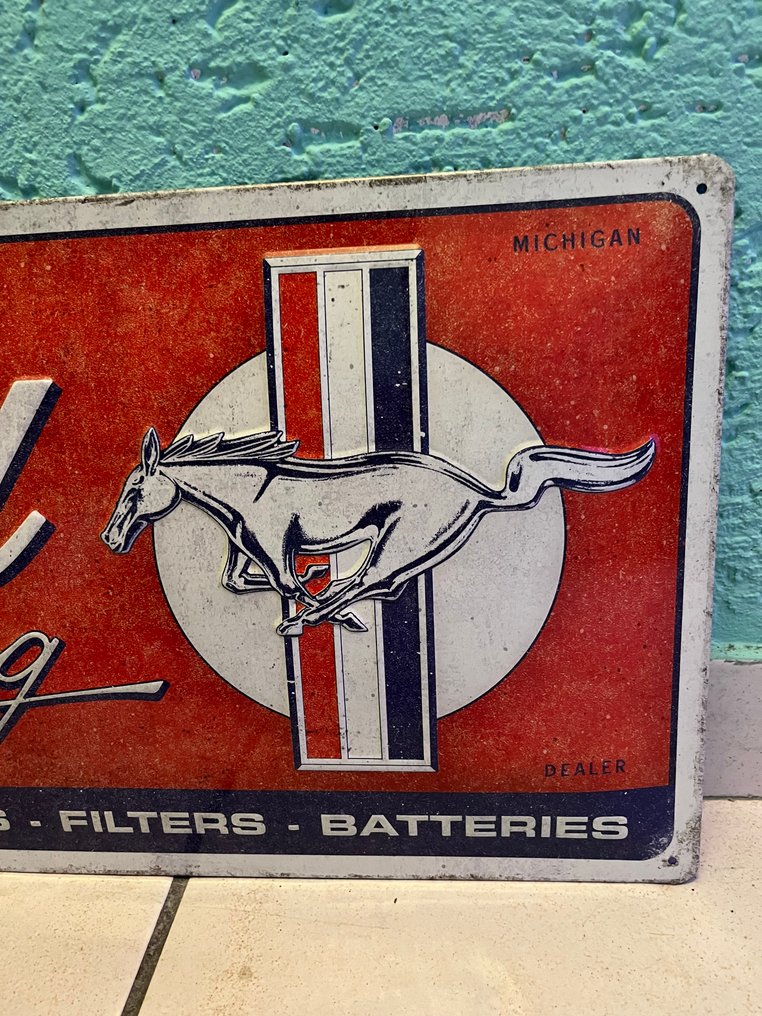 MICHIGAN
g
DEALER
S - FILTERS - BATTERIES